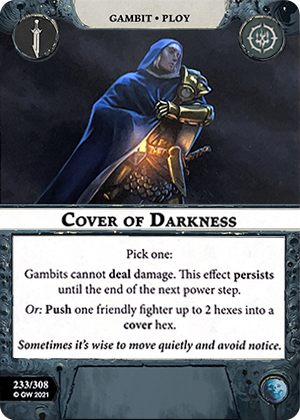 GAMBIT • PLOY
COVER OF DARKNESS
Pick one:
Gambits cannot deal damage. This effect persists
until the end of the next power step.
Or: Push one friendly fighter up to 2 hexes into a
cover hex.
Sometimes it's wise to move quietly and avoid notice.
233/308
© GW 2021